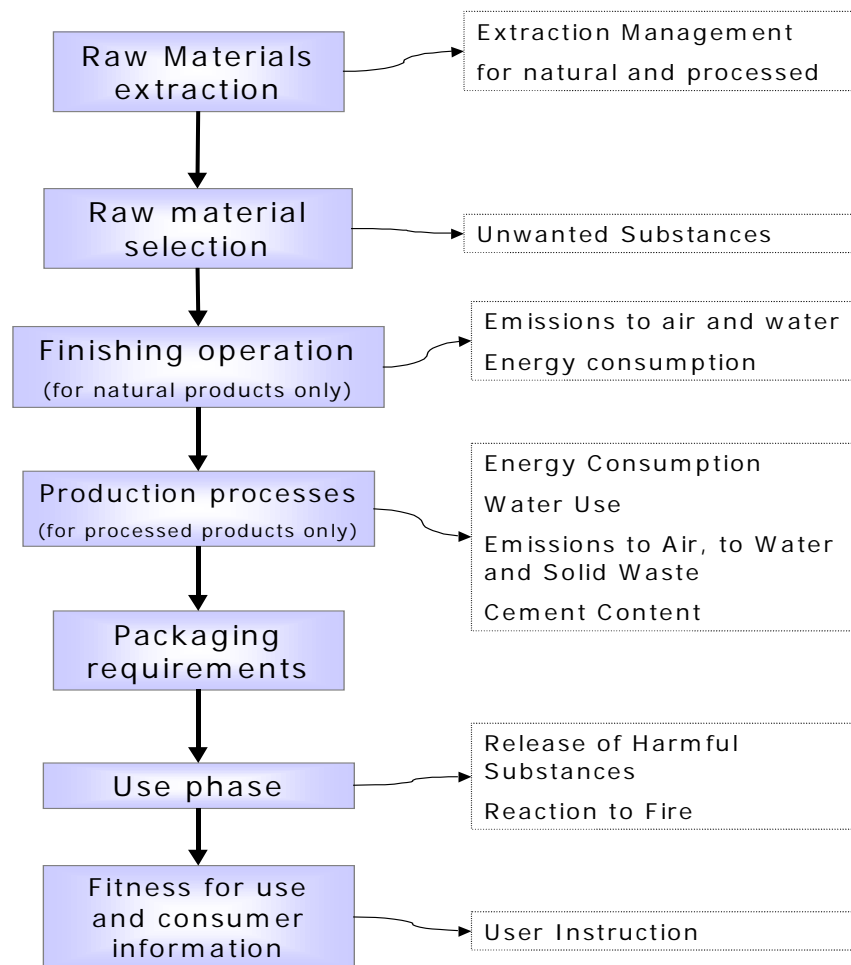 Raw Materials
extraction
Extraction Management
for natural and processed
Raw material
selection
Unwanted Substances
Finishing operation
(for natural products only)
Emissions to air and water
Energy consumption
Production processes
(for processed products only)
Energy Consumption
Water Use
Emissions to Air, to Water
and Solid Waste
Cement Content
Packaging
requirements
Use phase
Release of Harmful
Substances
Reaction to Fire
Fitness for use
and consumer
information
User Instruction